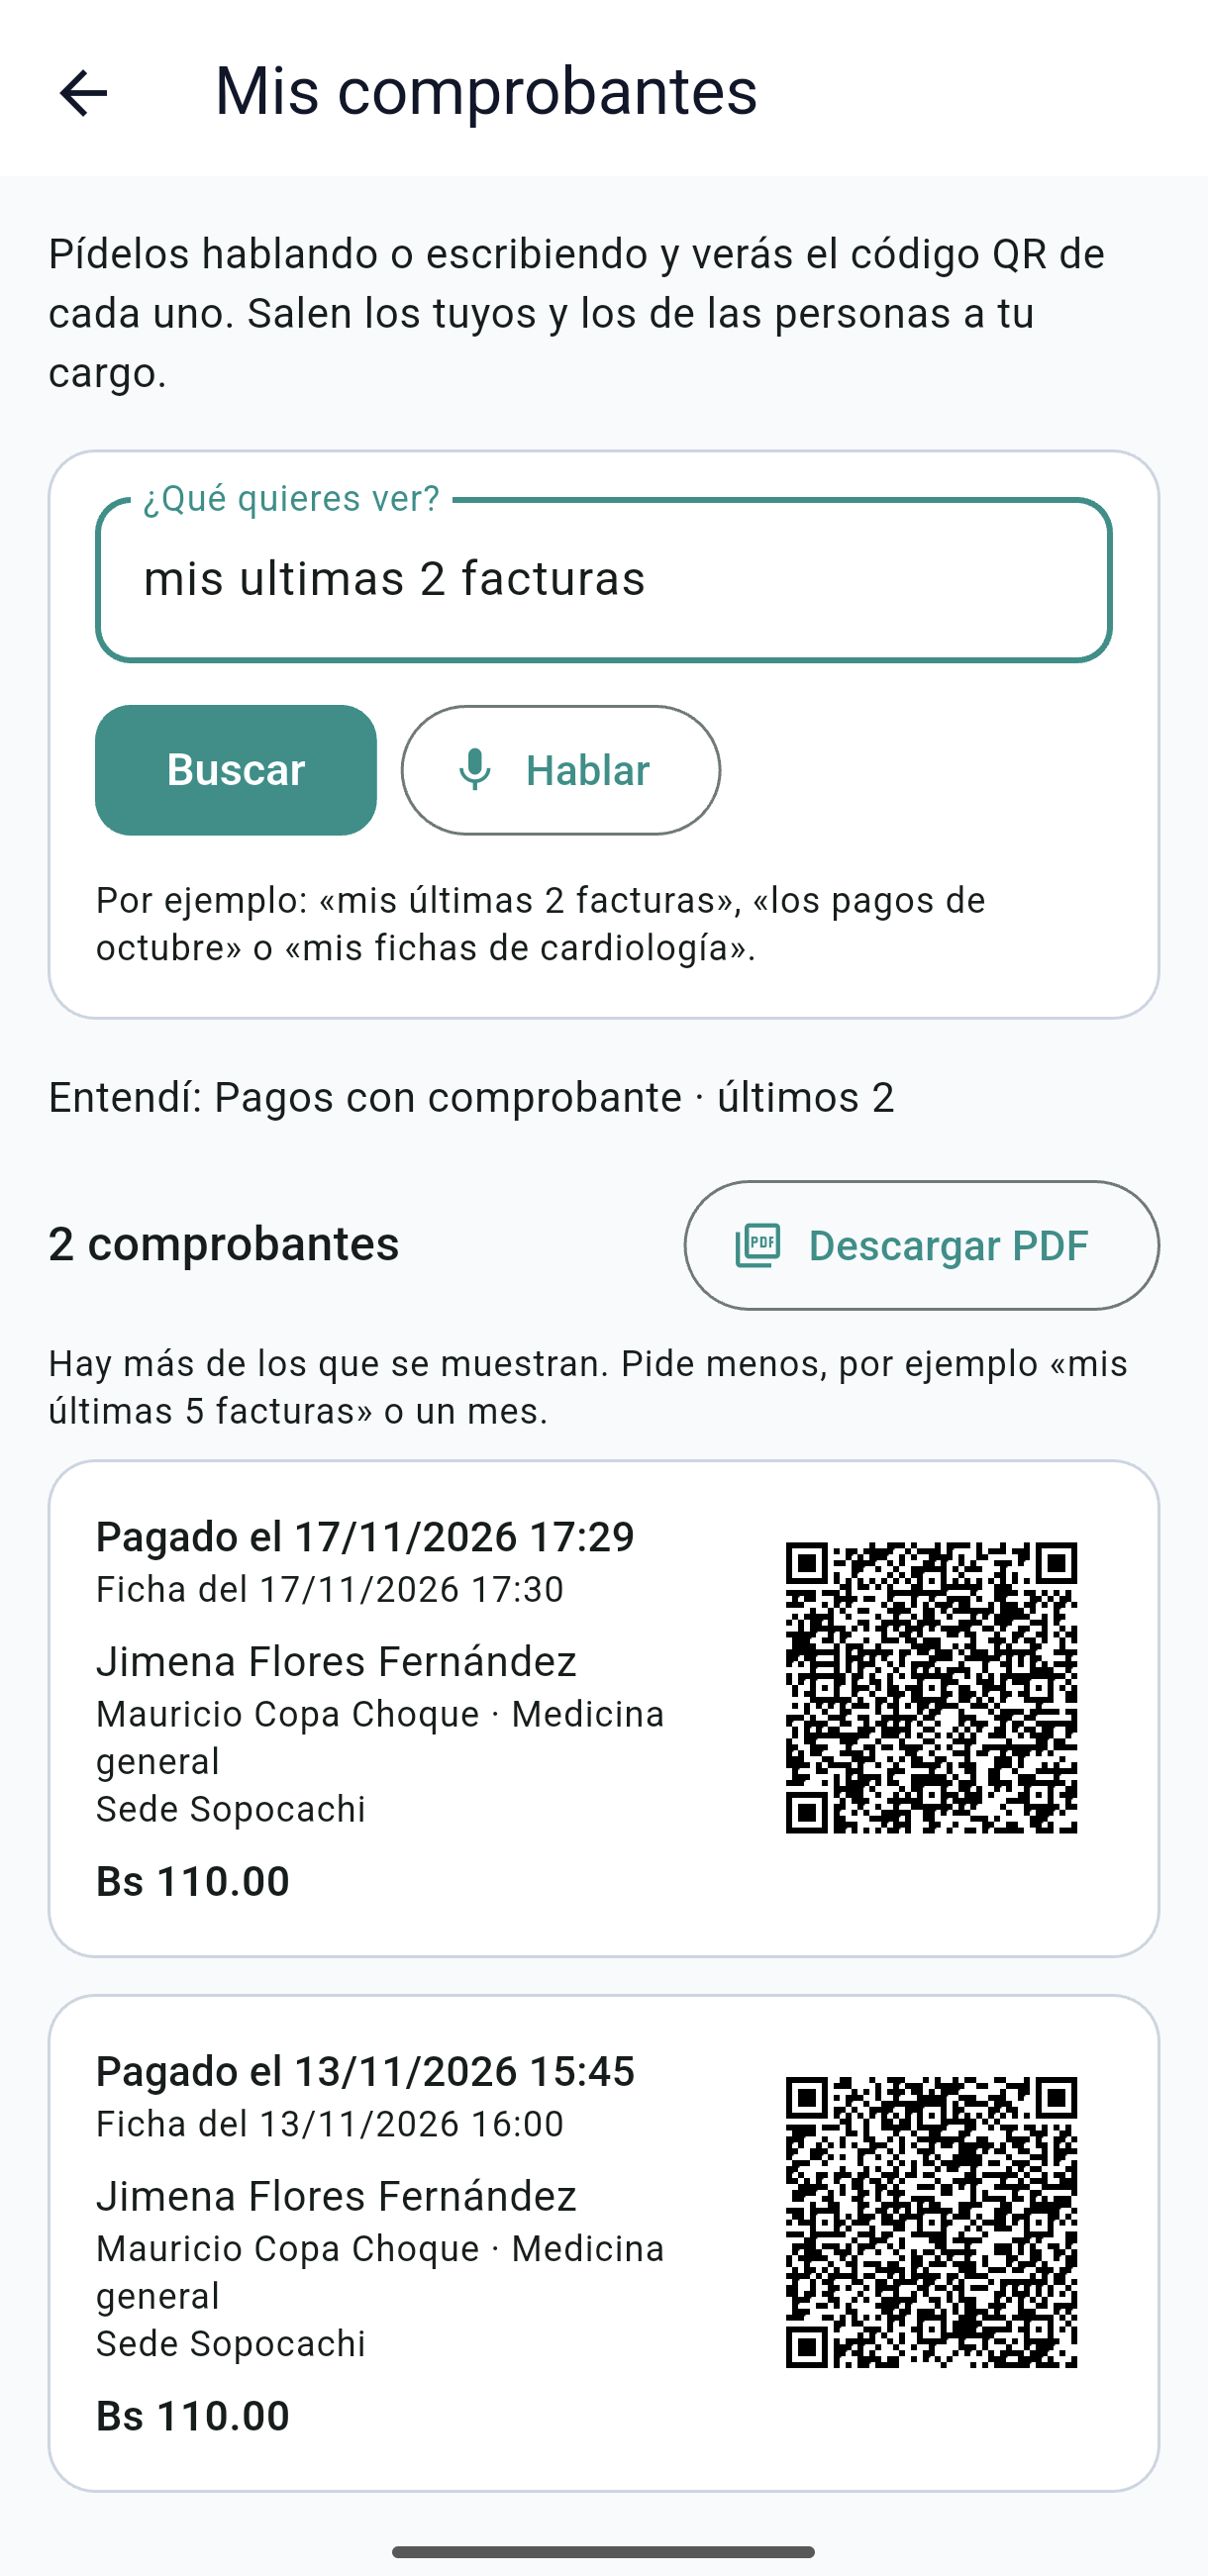 Mis comprobantes
Pídelos hablando o escribiendo y verás el código QR de
cada uno. Salen los tuyos y los de las personas a tu
cargo.
¿Qué quieres ver?
mis ultimas 2 facturas
Buscar
Hablar
Por ejemplo: «mis últimas 2 facturas», «los pagos de
octubre» o «mis fichas de cardiología».
Entendí: Pagos con comprobante · últimos 2
2 comprobantes
PDF
Descargar PDF
Hay más de los que se muestran. Pide menos, por ejemplo «mis
últimas 5 facturas» o un mes.
Pagado el 17/11/2026 17:29
Ficha del 17/11/2026 17:30
Jimena Flores Fernández
Mauricio Copa Choque · Medicina
general
Sede Sopocachi
Bs 110.00
Pagado el 13/11/2026 15:45
Ficha del 13/11/2026 16:00
Jimena Flores Fernández
Mauricio Copa Choque · Medicina
general
Sede Sopocachi
Bs 110.00